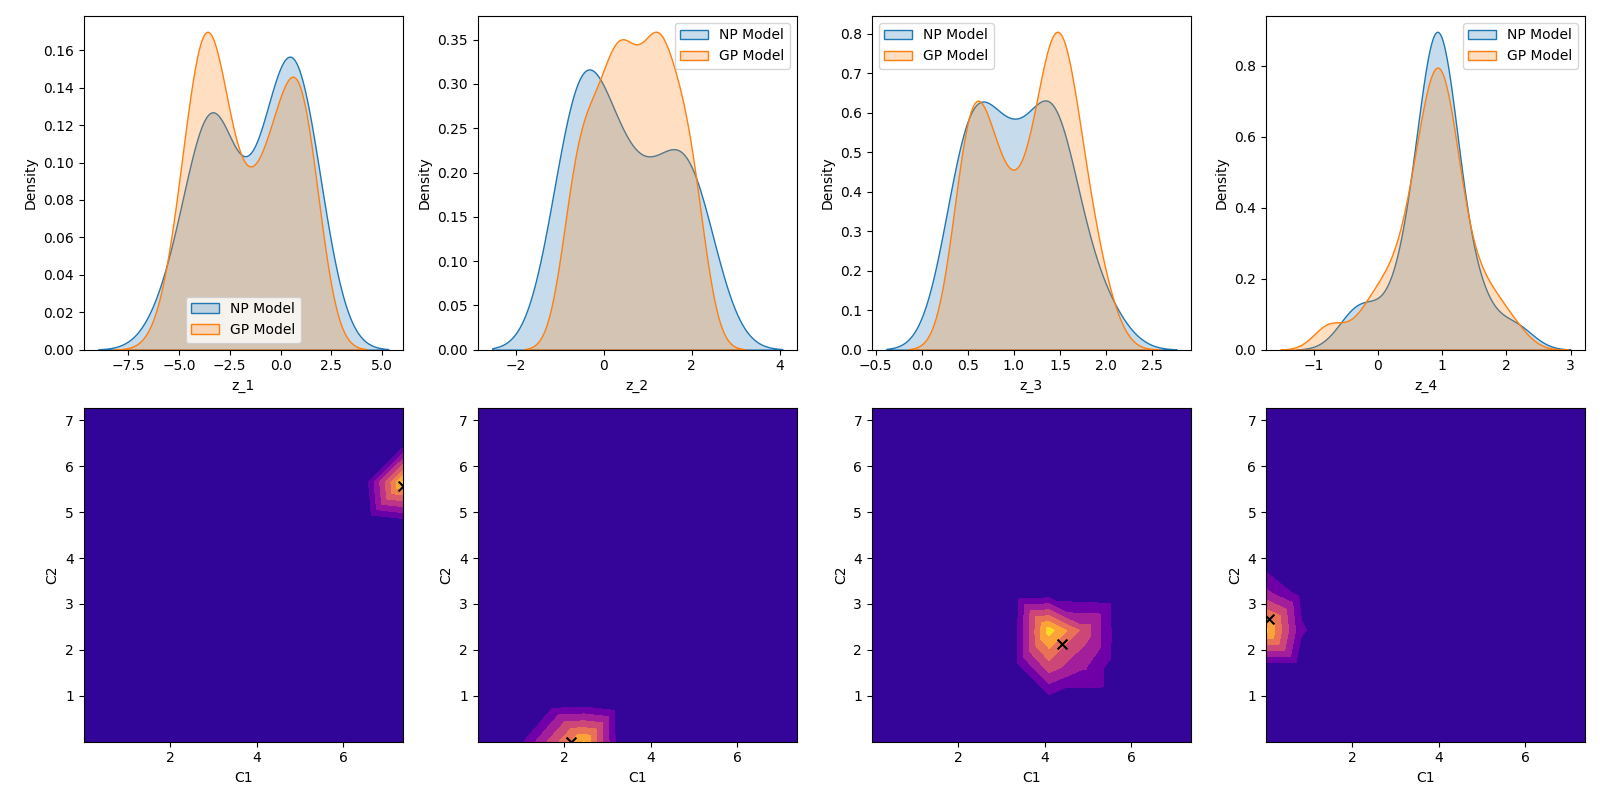 0.16
0.14
0.12
0.10
0.08
0.06
0.04
0.02
0.00
Density
NP Model
GP Model
−7.5 −5.0 −2.5 0.0 2.5 5.0
z_1
0.35
0.30
0.25
0.20
0.15
0.10
0.05
0.00
Density
NP Model
GP Model
−2 0 2 4
z_2
0.8
0.7
0.6
0.5
0.4
0.3
0.2
0.1
0.0
Density
NP Model
GP Model
−0.5 0.0 0.5 1.0 1.5 2.0 2.5
z_3
0.8
0.6
0.4
0.2
0.0
Density
NP Model
GP Model
−1 0 1 2 3
z_4
7
6
5
4
3
2
1
C2
2 4 6
C1
7
6
5
4
3
2
1
C2
2 4 6
C1
7
6
5
4
3
2
1
C2
2 4 6
C1
7
6
5
4
3
2
1
C2
2 4 6
C1